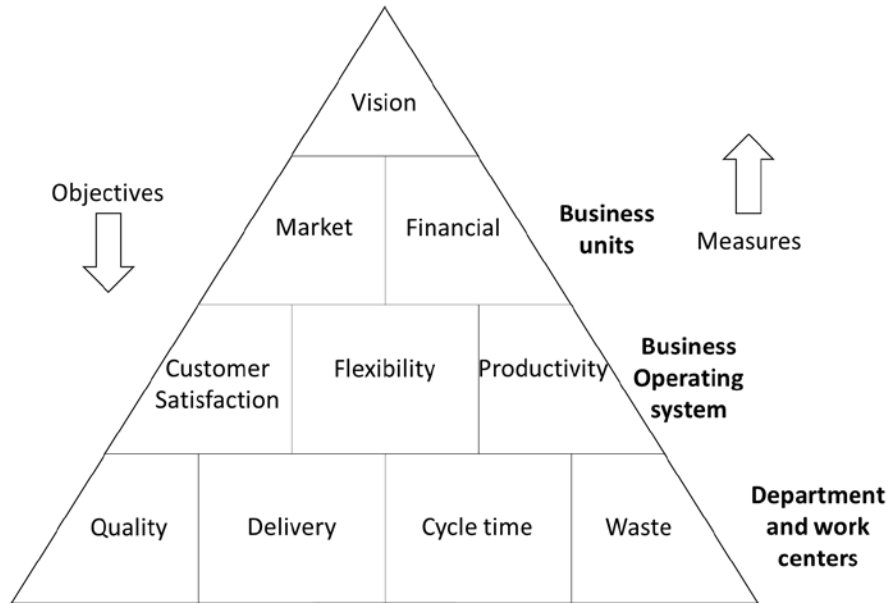 Vision
Objectives
Market
Financial
Business
units
Measures
Customer
Satisfaction
Flexibility
Productivity
Business
Operating
system
Quality
Delivery
Cycle time
Waste
Department
and work
centers